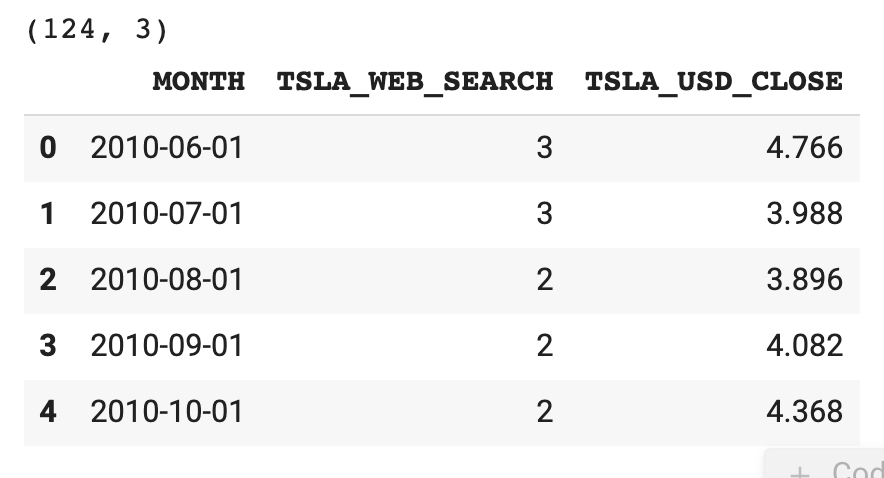 (124, 3)
MONTH TSLA_WEB_SEARCH TSLA_USD_CLOSE
0 2010-06-01 3 4.766
1 2010-07-01 3 3.988
2 2010-08-01 2 3.896
3 2010-09-01 2 4.082
4 2010-10-01 2 4.368
+